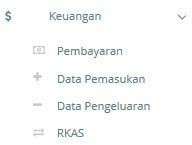 Keuangan
Pembayaran
Data Pemasukan
Data Pengeluaran
RKAS